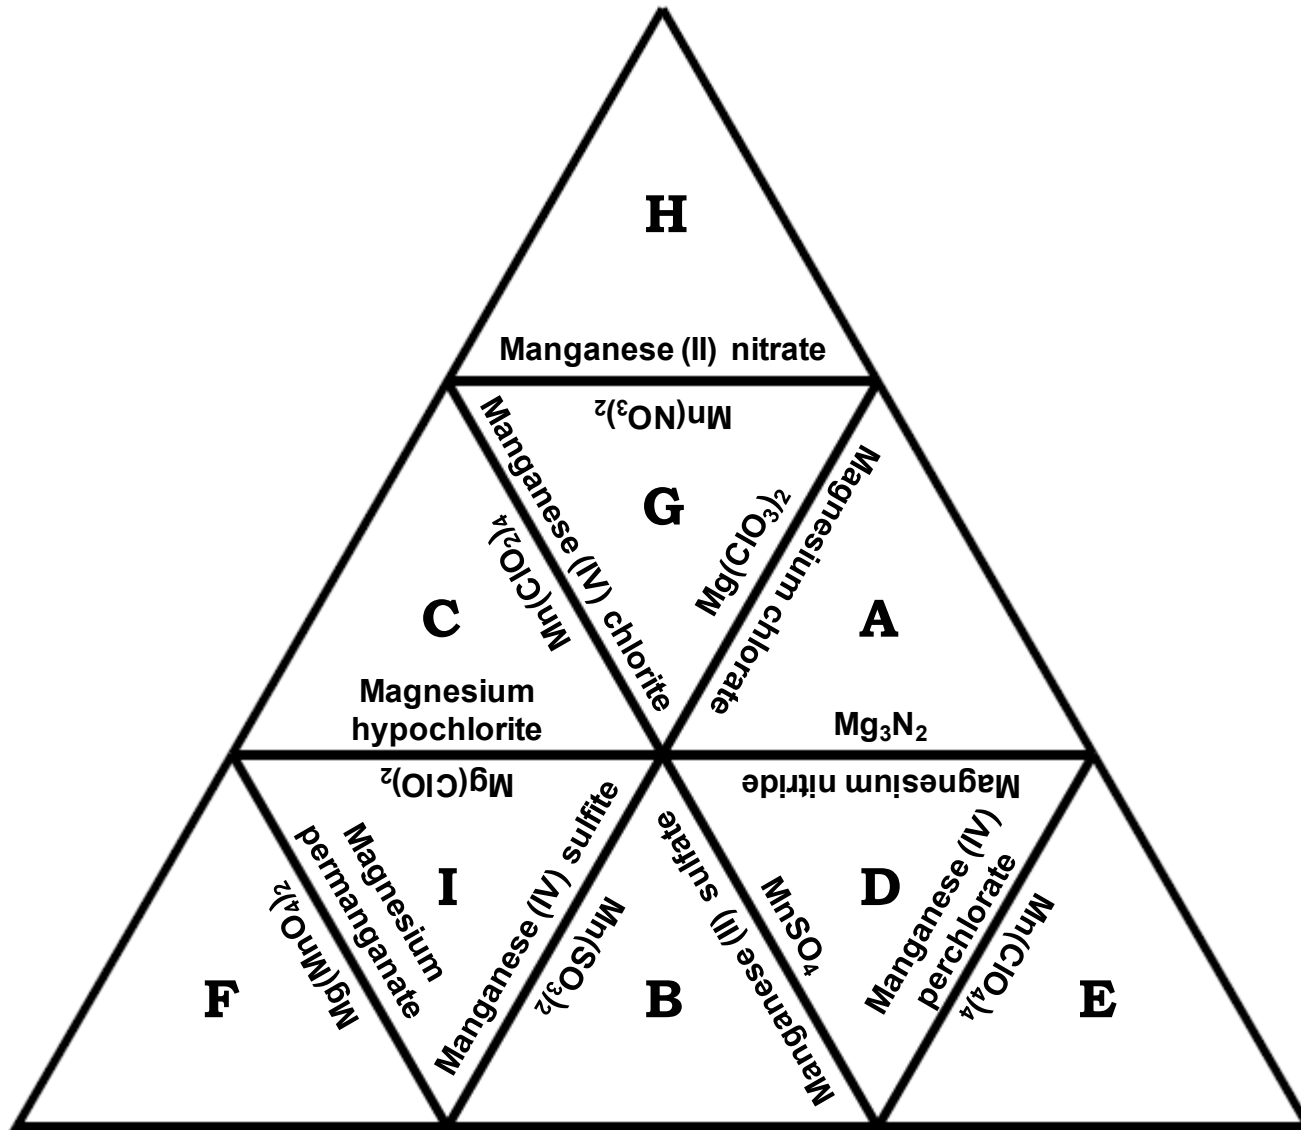 H
Manganese (II) nitrate
Mn(NO₃)₂
Manganese (IV) chlorite
Mn(ClO₂)₄
G
Mg(ClO₃)₂
Magnesium chlorate
C
A
Magnesium
hypochlorite
Mg₃N₂
Mg(ClO)₂
Magnesium nitride
Magnesium
permanganate
Mg(MnO₄)₂
I
Manganese (IV) sulfite
Mn(SO₃)₂
Manganese (II) sulfate
MnSO₄
D
Manganese (IV)
perchlorate
Mn(ClO₄)₄
F
B
E